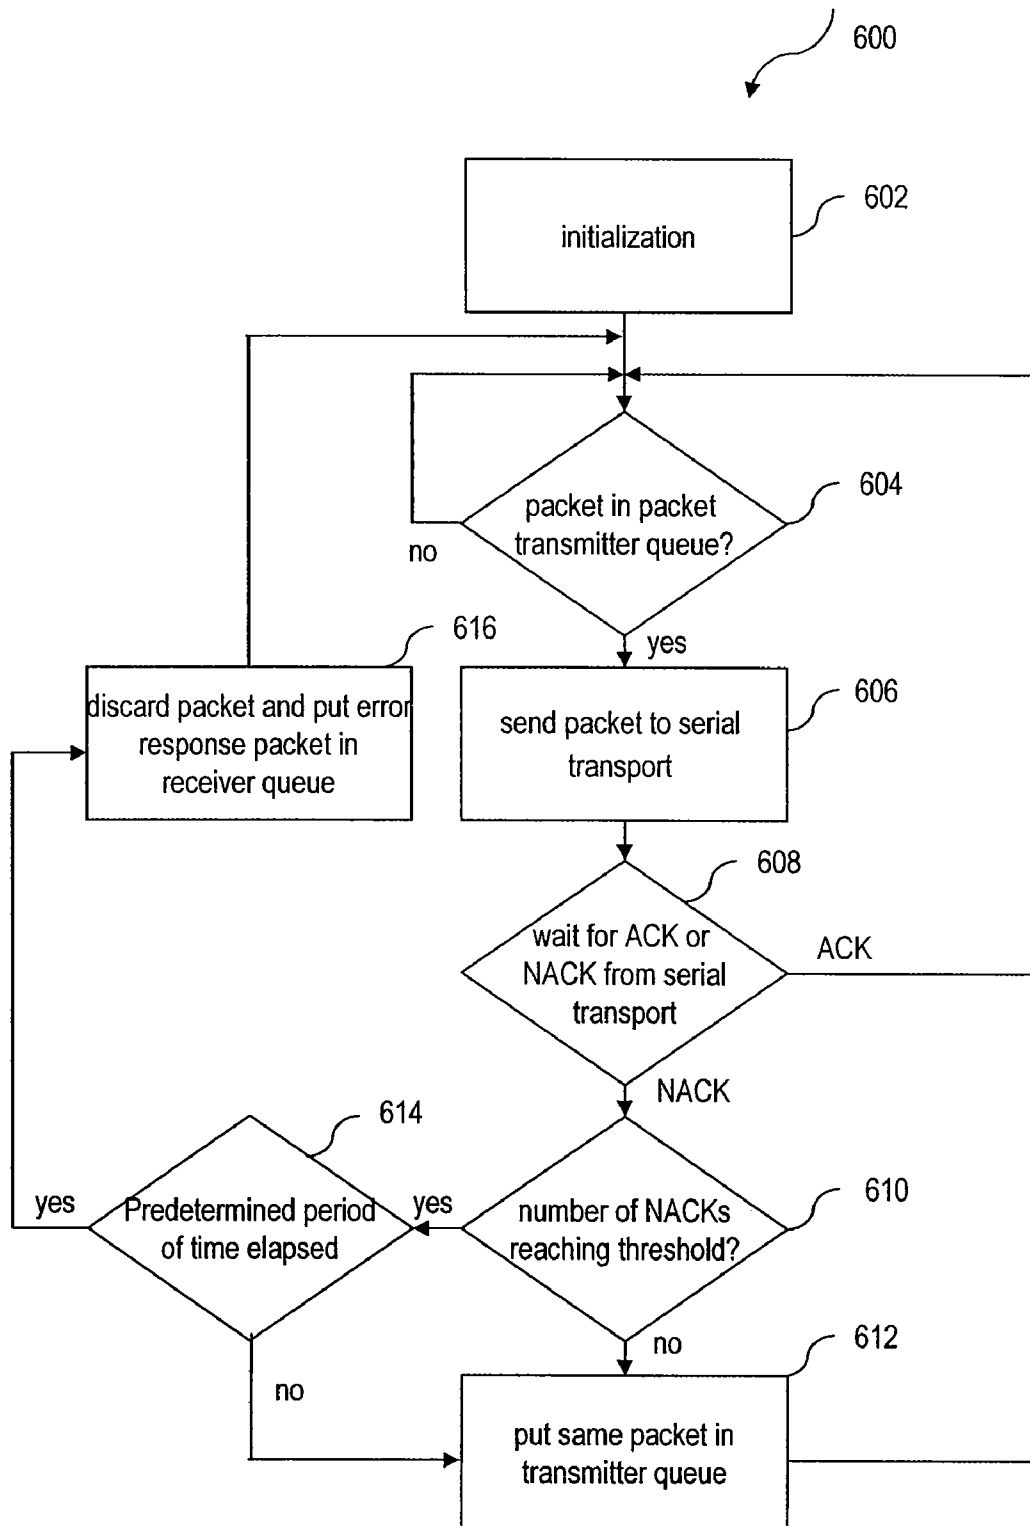 600
602
initialization
604
packet in packet
transmitter queue?
no
yes
616
discard packet and put error
response packet in
receiver queue
606
send packet to serial
transport
608
wait for ACK or
NACK from serial
transport
ACK
NACK
614
Predetermined period
of time elapsed
yes
yes
610
number of NACKs
reaching threshold?
no
no
612
put same packet in
transmitter queue